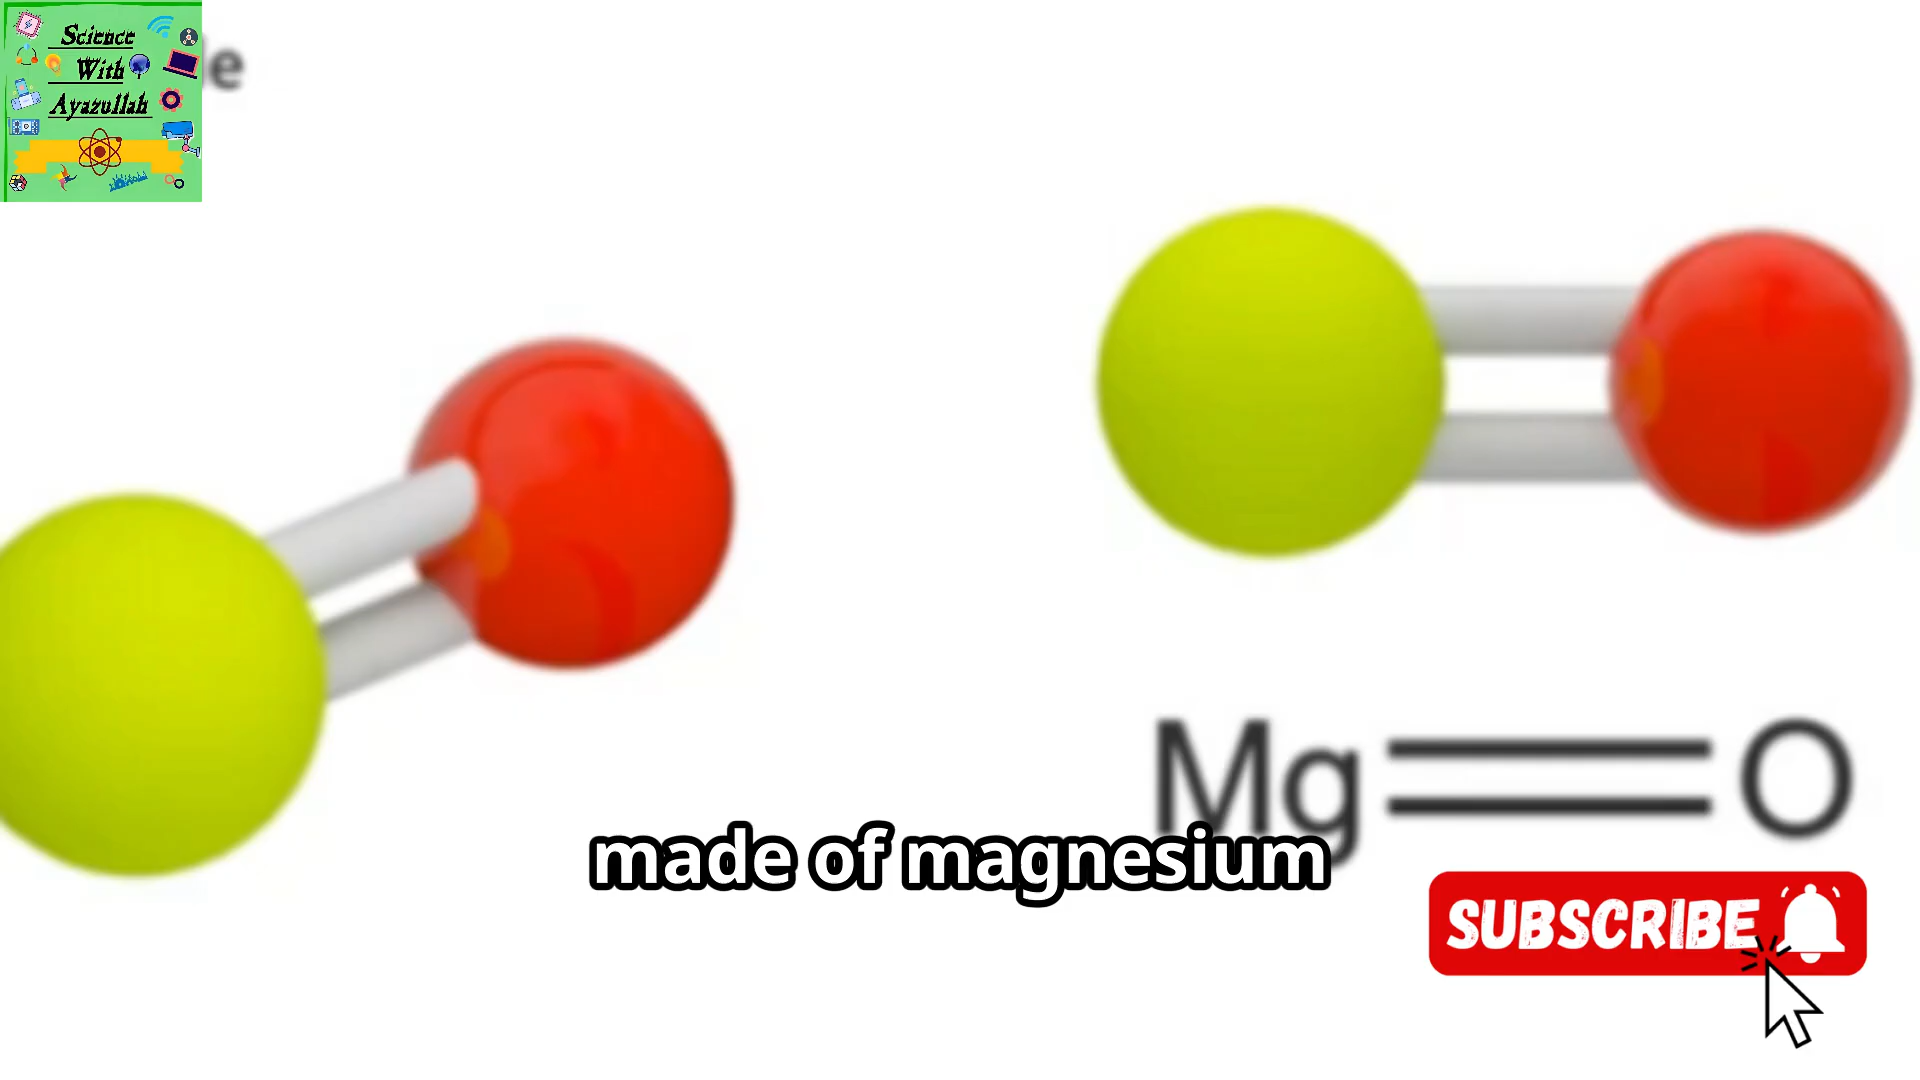 Science
With
Ayazullah
Mg=O
made of magnesium
SUBSCRIBE